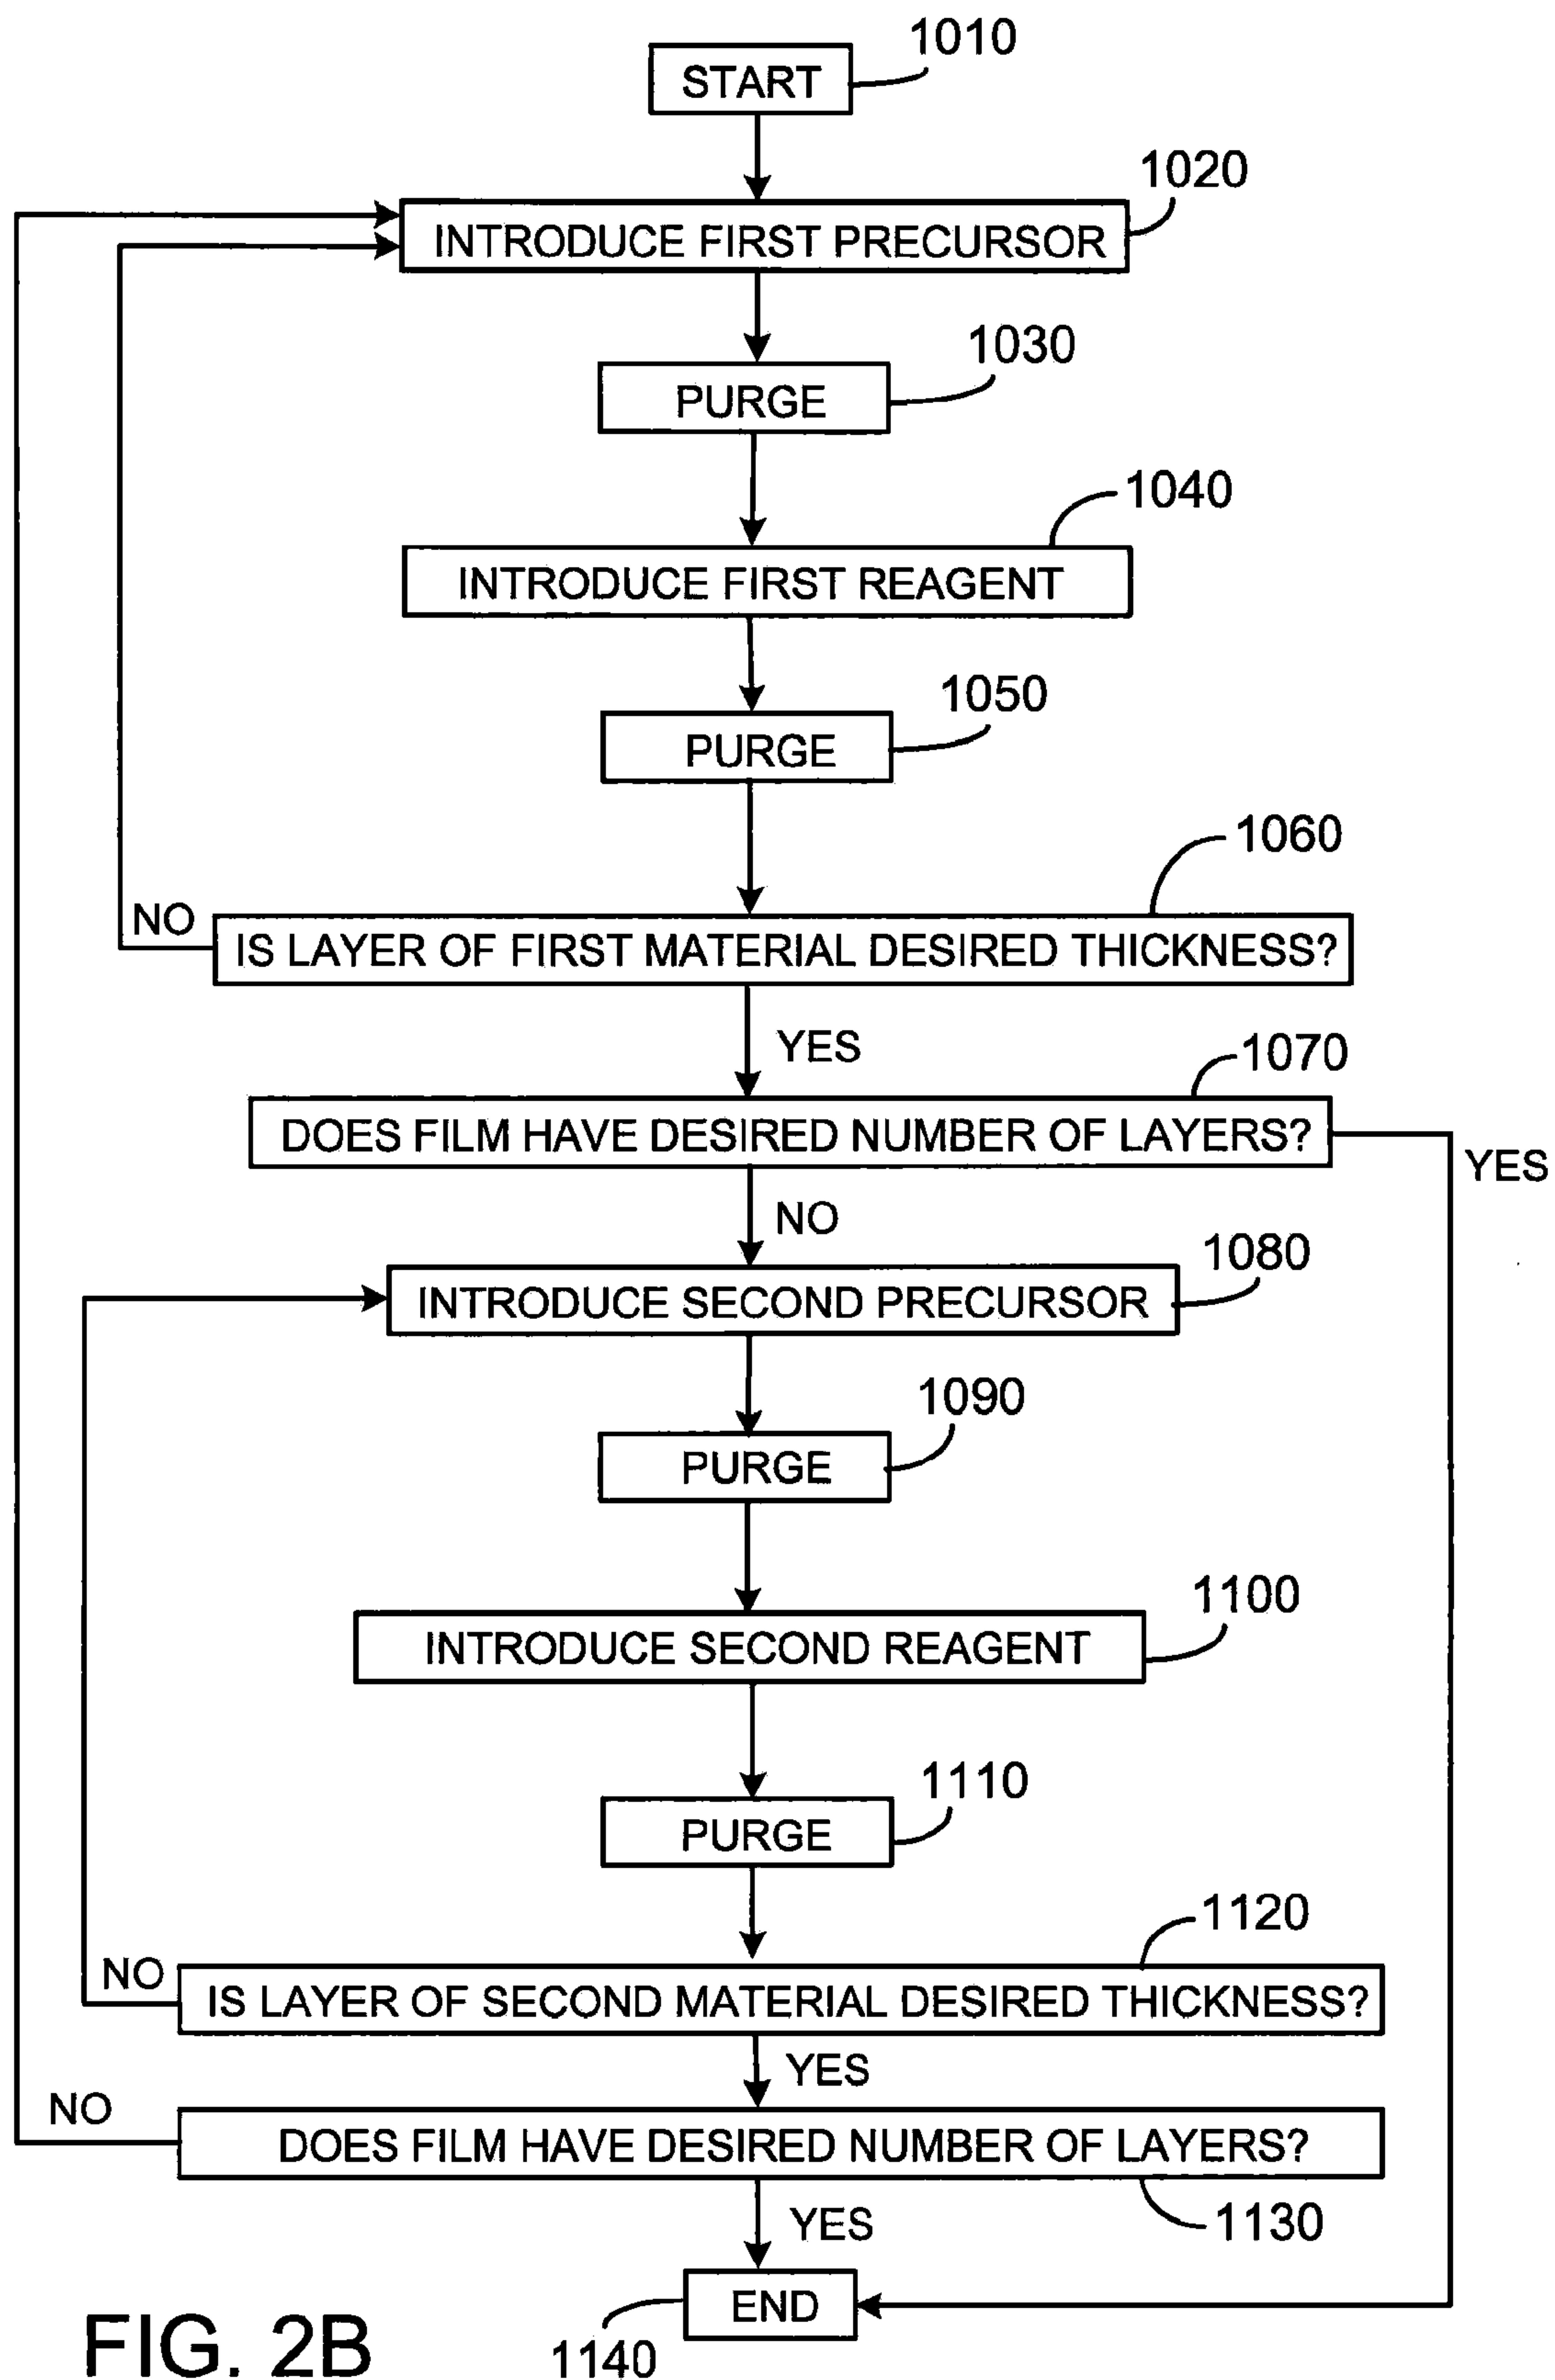 1010
START
1020
INTRODUCE FIRST PRECURSOR
1030
PURGE
1040
INTRODUCE FIRST REAGENT
1050
PURGE
1060
NO
IS LAYER OF FIRST MATERIAL DESIRED THICKNESS?
YES
1070
DOES FILM HAVE DESIRED NUMBER OF LAYERS?
YES
NO
1080
INTRODUCE SECOND PRECURSOR
1090
PURGE
1100
INTRODUCE SECOND REAGENT
1110
PURGE
1120
NO
IS LAYER OF SECOND MATERIAL DESIRED THICKNESS?
YES
NO
DOES FILM HAVE DESIRED NUMBER OF LAYERS?
1130
YES
END
1140
FIG. 2B